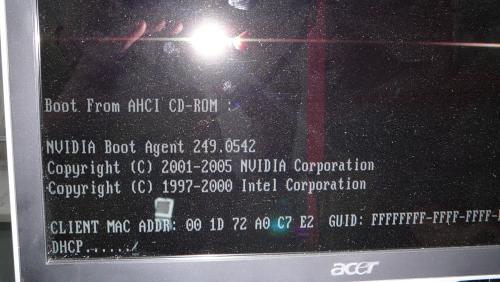 Boot From AHCI CD-ROM :
NVIDIA Boot Agent 249.0542
Copyright (C) 2001-2005 NVIDIA Corporation
Copyright (C) 1997-2000 Intel Corporation
CLIENT MAC ADDR: 00 1D 72 A0 C7 E2 GUID: FFFFFFFF-FFFF-FFFF-
DHCP......
acer